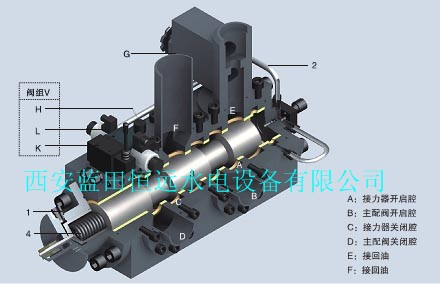 G
2
阀组V
H
L
K
E
F
西安蓝田恒远水电设备有限公司
A
B
C
D
1
4
A：接力器开启腔
B：主配阀开启腔
C：接力器关闭腔
D：主配阀关闭腔
E：接回油
F：接回油